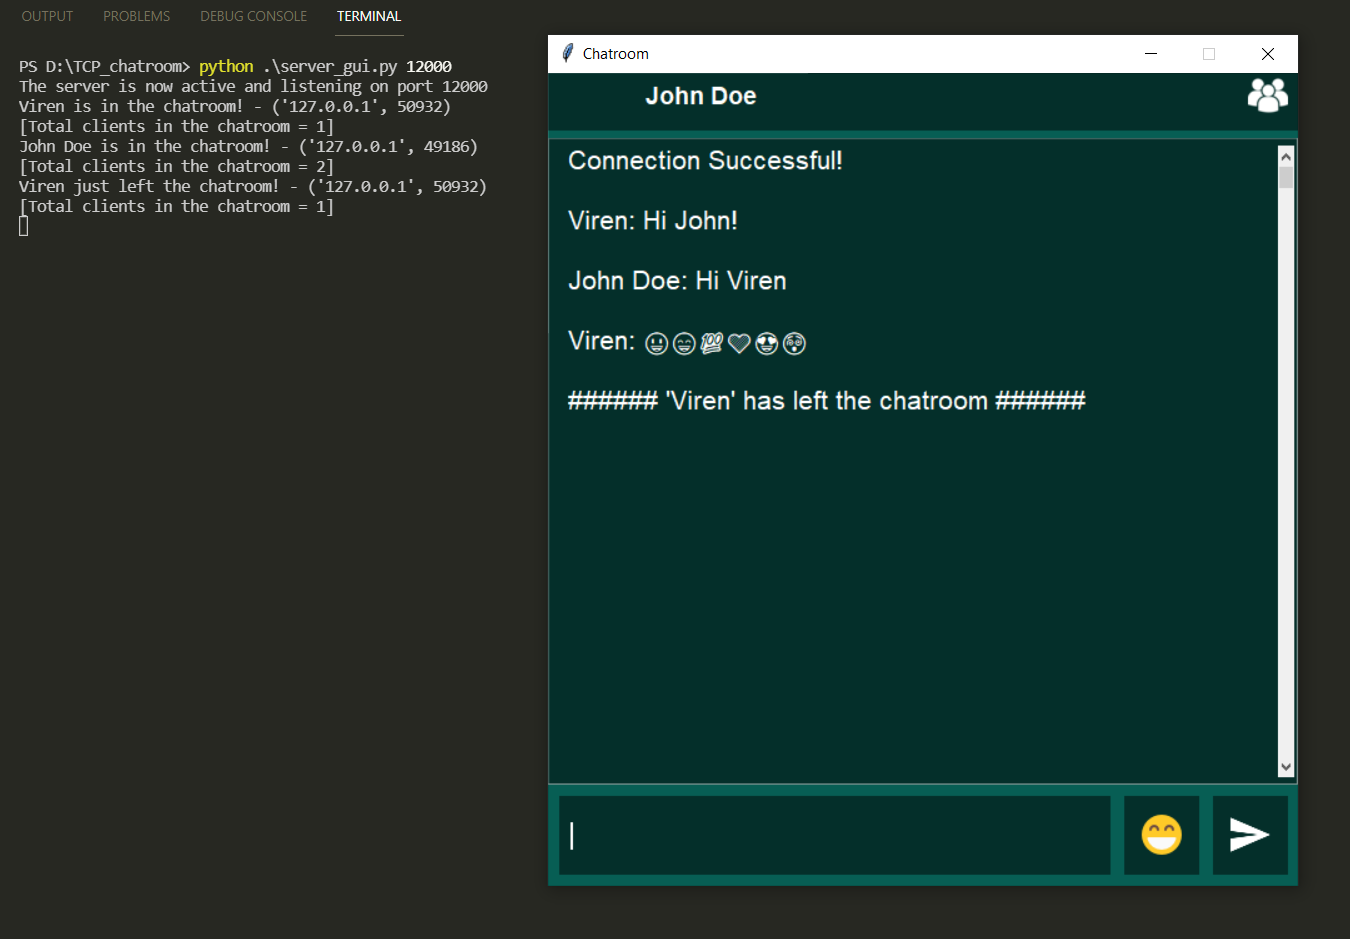 OUTPUT PROBLEMS DEBUG CONSOLE TERMINAL
PS D:\TCP_chatroom> python .\server_gui.py 12000
The server is now active and listening on port 12000
Viren is in the chatroom! - ('127.0.0.1', 50932)
[Total clients in the chatroom = 1]
John Doe is in the chatroom! - ('127.0.0.1', 49186)
[Total clients in the chatroom = 2]
Viren just left the chatroom! - ('127.0.0.1', 50932)
[Total clients in the chatroom = 1]
Chatroom
John Doe
Connection Successful!
Viren: Hi John!
John Doe: Hi Viren
Viren: 😀😄💯❤😍😵‍💫
###### 'Viren' has left the chatroom ######